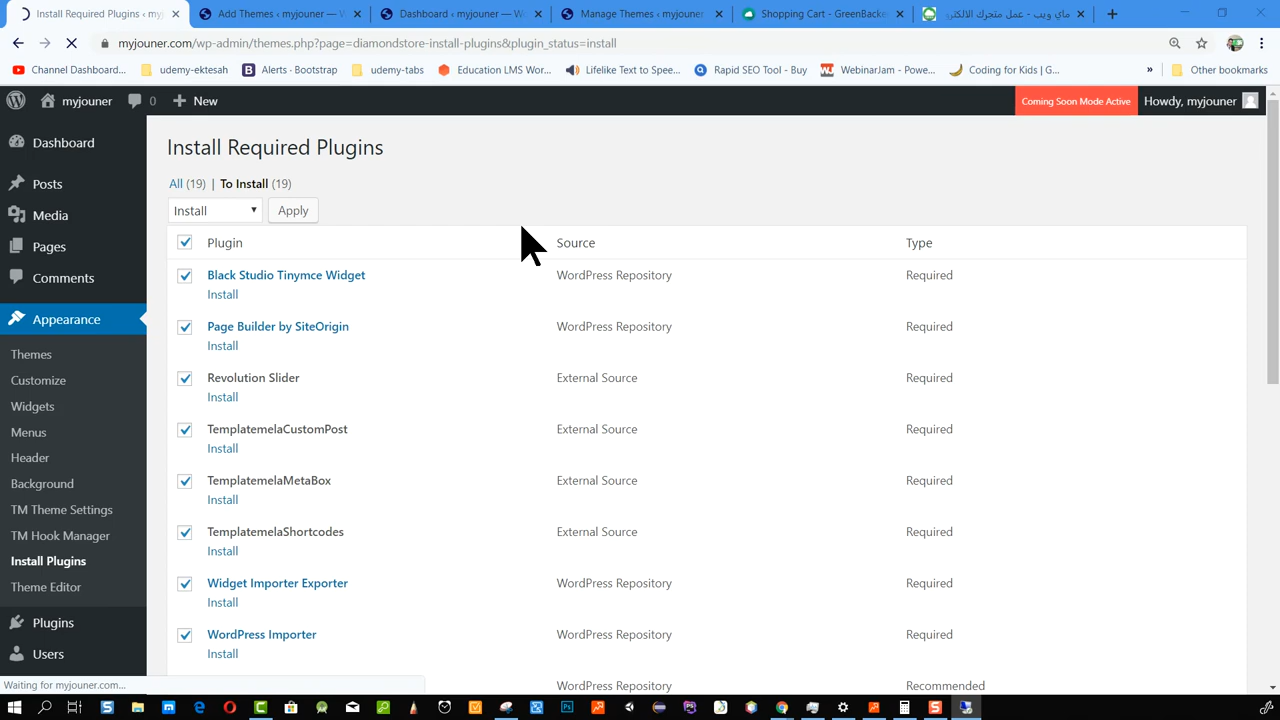 Install Required Plugins ‹ my
Add Themes ‹ myjouner — W
Dashboard ‹ myjouner — Wo
Manage Themes ‹ myjouner
Shopping Cart - GreenBacke
ماي ويب - عمل متجرك الالكترو
myjouner.com/wp-admin/themes.php?page=diamondstore-install-plugins&plugin_status=install
Channel Dashboard...
udemy-ektesah
Alerts · Bootstrap
udemy-tabs
Education LMS Wor...
Lifelike Text to Spee...
Rapid SEO Tool - Buy
WebinarJam - Powe...
Coding for Kids | G...
»
Other bookmarks
myjouner
0
New
Coming Soon Mode Active
Howdy, myjouner
Dashboard
Posts
Media
Pages
Comments
Appearance
Themes
Customize
Widgets
Menus
Header
Background
TM Theme Settings
TM Hook Manager
Install Plugins
Theme Editor
Plugins
Users
Install Required Plugins
All (19) | To Install (19)
Install
Apply
Plugin Source Type
Black Studio Tinymce Widget WordPress Repository Required
Install
Page Builder by SiteOrigin WordPress Repository Required
Install
Revolution Slider External Source Required
Install
TemplatemelaCustomPost External Source Required
Install
TemplatemelaMetaBox External Source Required
Install
TemplatemelaShortcodes External Source Required
Install
Widget Importer Exporter WordPress Repository Required
Install
WordPress Importer WordPress Repository Required
Install
WordPress Repository Recommended
Waiting for myjouner.com...